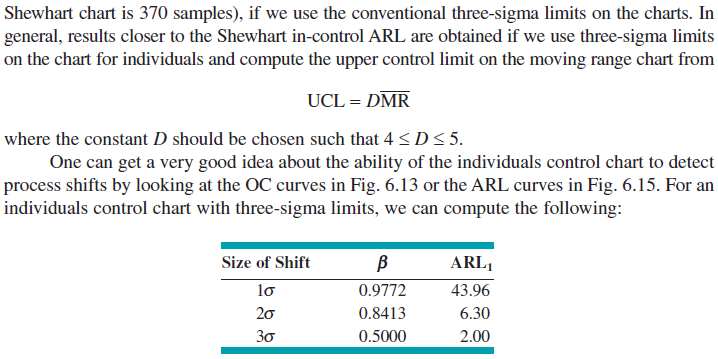 Shewhart chart is 370 samples), if we use the conventional three-sigma limits on the charts. In
general, results closer to the Shewhart in-control ARL are obtained if we use three-sigma limits
on the chart for individuals and compute the upper control limit on the moving range chart from
UCL = DM̅R̅
where the constant D should be chosen such that 4 ≤ D ≤ 5.
One can get a very good idea about the ability of the individuals control chart to detect
process shifts by looking at the OC curves in Fig. 6.13 or the ARL curves in Fig. 6.15. For an
individuals control chart with three-sigma limits, we can compute the following:
Size of Shift β ARL₁
1σ 0.9772 43.96
2σ 0.8413 6.30
3σ 0.5000 2.00